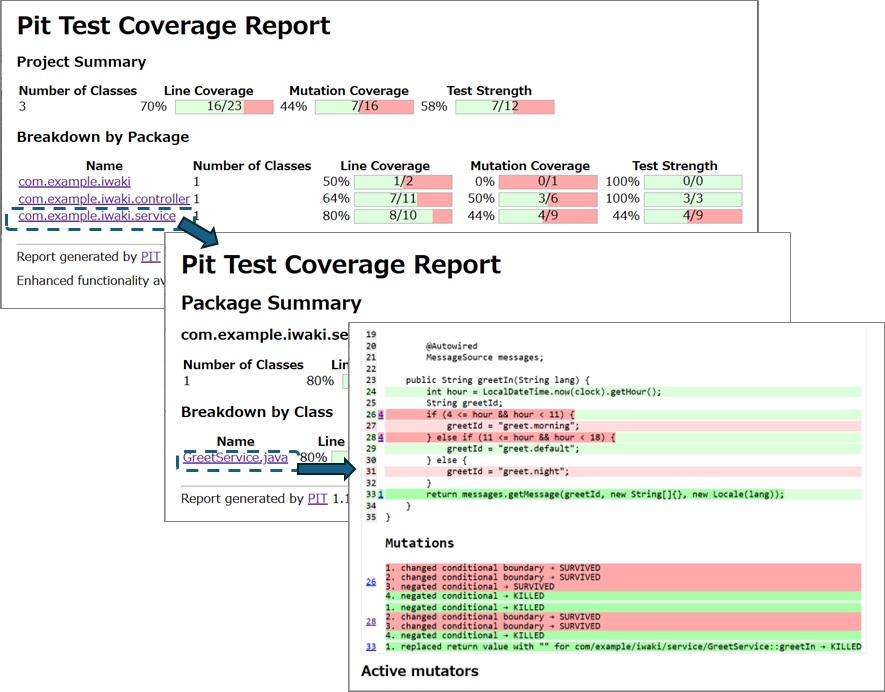 Pit Test Coverage Report
Project Summary
Number of Classes Line Coverage Mutation Coverage Test Strength
3 70% 16/23 44% 7/16 58% 7/12
Breakdown by Package
Name Number of Classes Line Coverage Mutation Coverage Test Strength
com.example.iwaki 1 50% 1/2 0% 0/1 100% 0/0
com.example.iwaki.controller 1 64% 7/11 50% 3/6 100% 3/3
com.example.iwaki.service 1 80% 8/10 44% 4/9 44% 4/9
Report generated by PIT
Enhanced functionality av
Pit Test Coverage Report
Package Summary
com.example.iwaki.se
Number of Classes Lin
1 80%
Breakdown by Class
Name Line
GreetService.java 80%
Report generated by PIT 1.1
19
20 @Autowired
21 MessageSource messages;
22
23 public String greetIn(String lang) {
24 int hour = LocalDateTime.now(clock).getHour();
25 String greetId;
26 4 if (4 <= hour && hour < 11) {
27 greetId = "greet.morning";
28 4 } else if (11 <= hour && hour < 18) {
29 greetId = "greet.default";
30 } else {
31 greetId = "greet.night";
32 }
33 1 return messages.getMessage(greetId, new String[]{}, new Locale(lang));
34 }
35 }
Mutations
26
1. changed conditional boundary → SURVIVED
2. changed conditional boundary → SURVIVED
3. negated conditional → SURVIVED
4. negated conditional → KILLED
28
1. negated conditional → KILLED
2. changed conditional boundary → SURVIVED
3. changed conditional boundary → SURVIVED
4. negated conditional → KILLED
33 1. replaced return value with "" for com/example/iwaki/service/GreetService::greetIn → KILLED
Active mutators